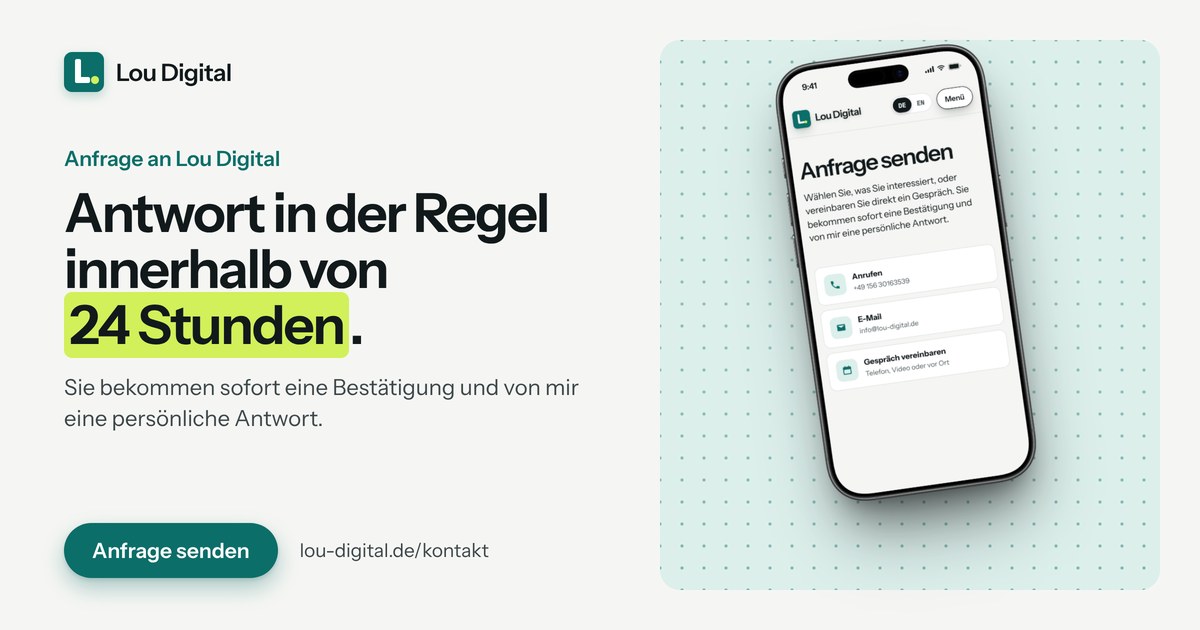 L.
Lou Digital
Anfrage an Lou Digital
Antwort in der Regel
innerhalb von
24 Stunden.
Sie bekommen sofort eine Bestätigung und von mir
eine persönliche Antwort.
Anfrage senden
lou-digital.de/kontakt
9:41
L.
Lou Digital
DE
EN
Menü
Anfrage senden
Wählen Sie, was Sie interessiert, oder
vereinbaren Sie direkt ein Gespräch. Sie
bekommen sofort eine Bestätigung und
von mir eine persönliche Antwort.
Anrufen
+49 156 30163539
E-Mail
info@lou-digital.de
Gespräch vereinbaren
Telefon, Video oder vor Ort